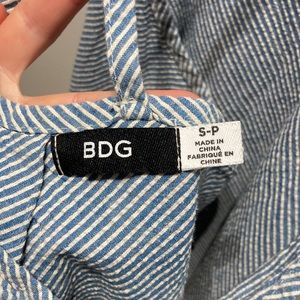 BDG
S-P
MADE IN
CHINA
FABRIQUÉ EN
CHINE